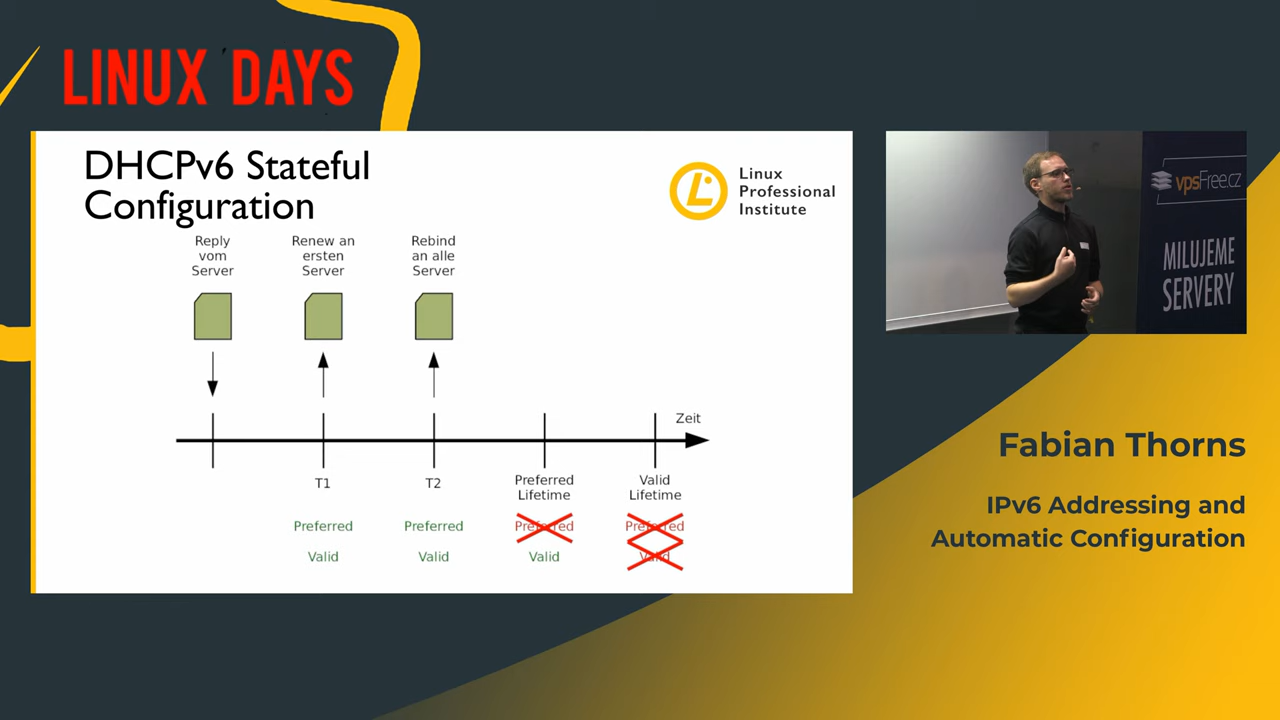 LINUX DAYS
DHCPv6 Stateful
Configuration
Linux
Professional
Institute
Reply
vom
Server
Renew an
ersten
Server
Rebind
an alle
Server
Zeit
T1
T2
Preferred
Lifetime
Valid
Lifetime
Preferred
Preferred
Preferred
Preferred
Valid
Valid
Valid
Valid
vpsFree.cz
MILUJEME
SERVERY
Fabian Thorns
IPv6 Addressing and
Automatic Configuration